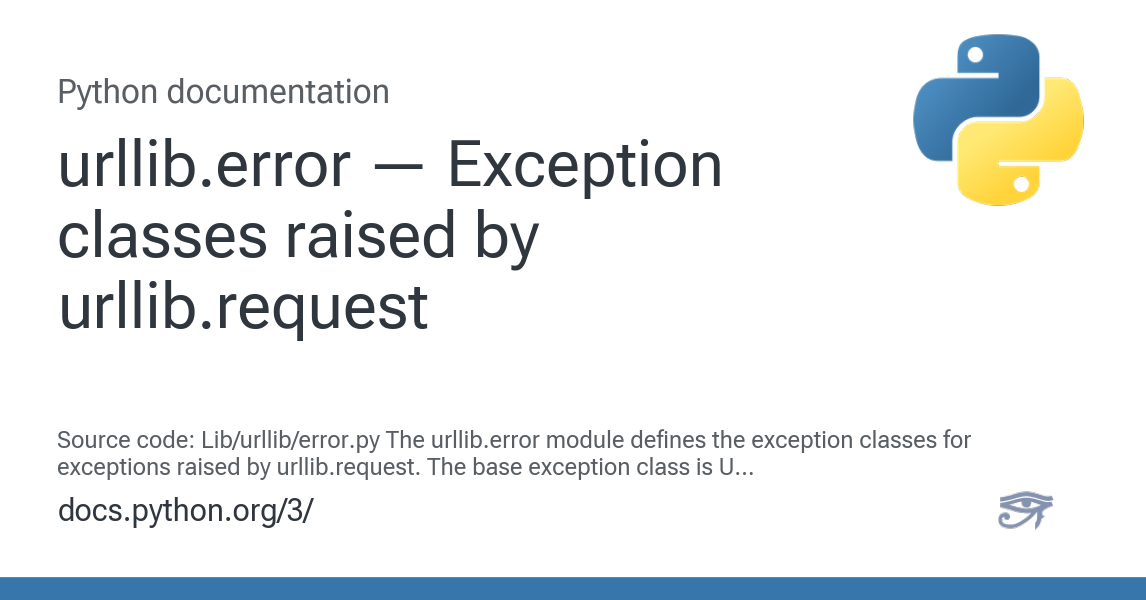 Python documentation
urllib.error — Exception
classes raised by
urllib.request
Source code: Lib/urllib/error.py The urllib.error module defines the exception classes for
exceptions raised by urllib.request. The base exception class is U...
docs.python.org/3/